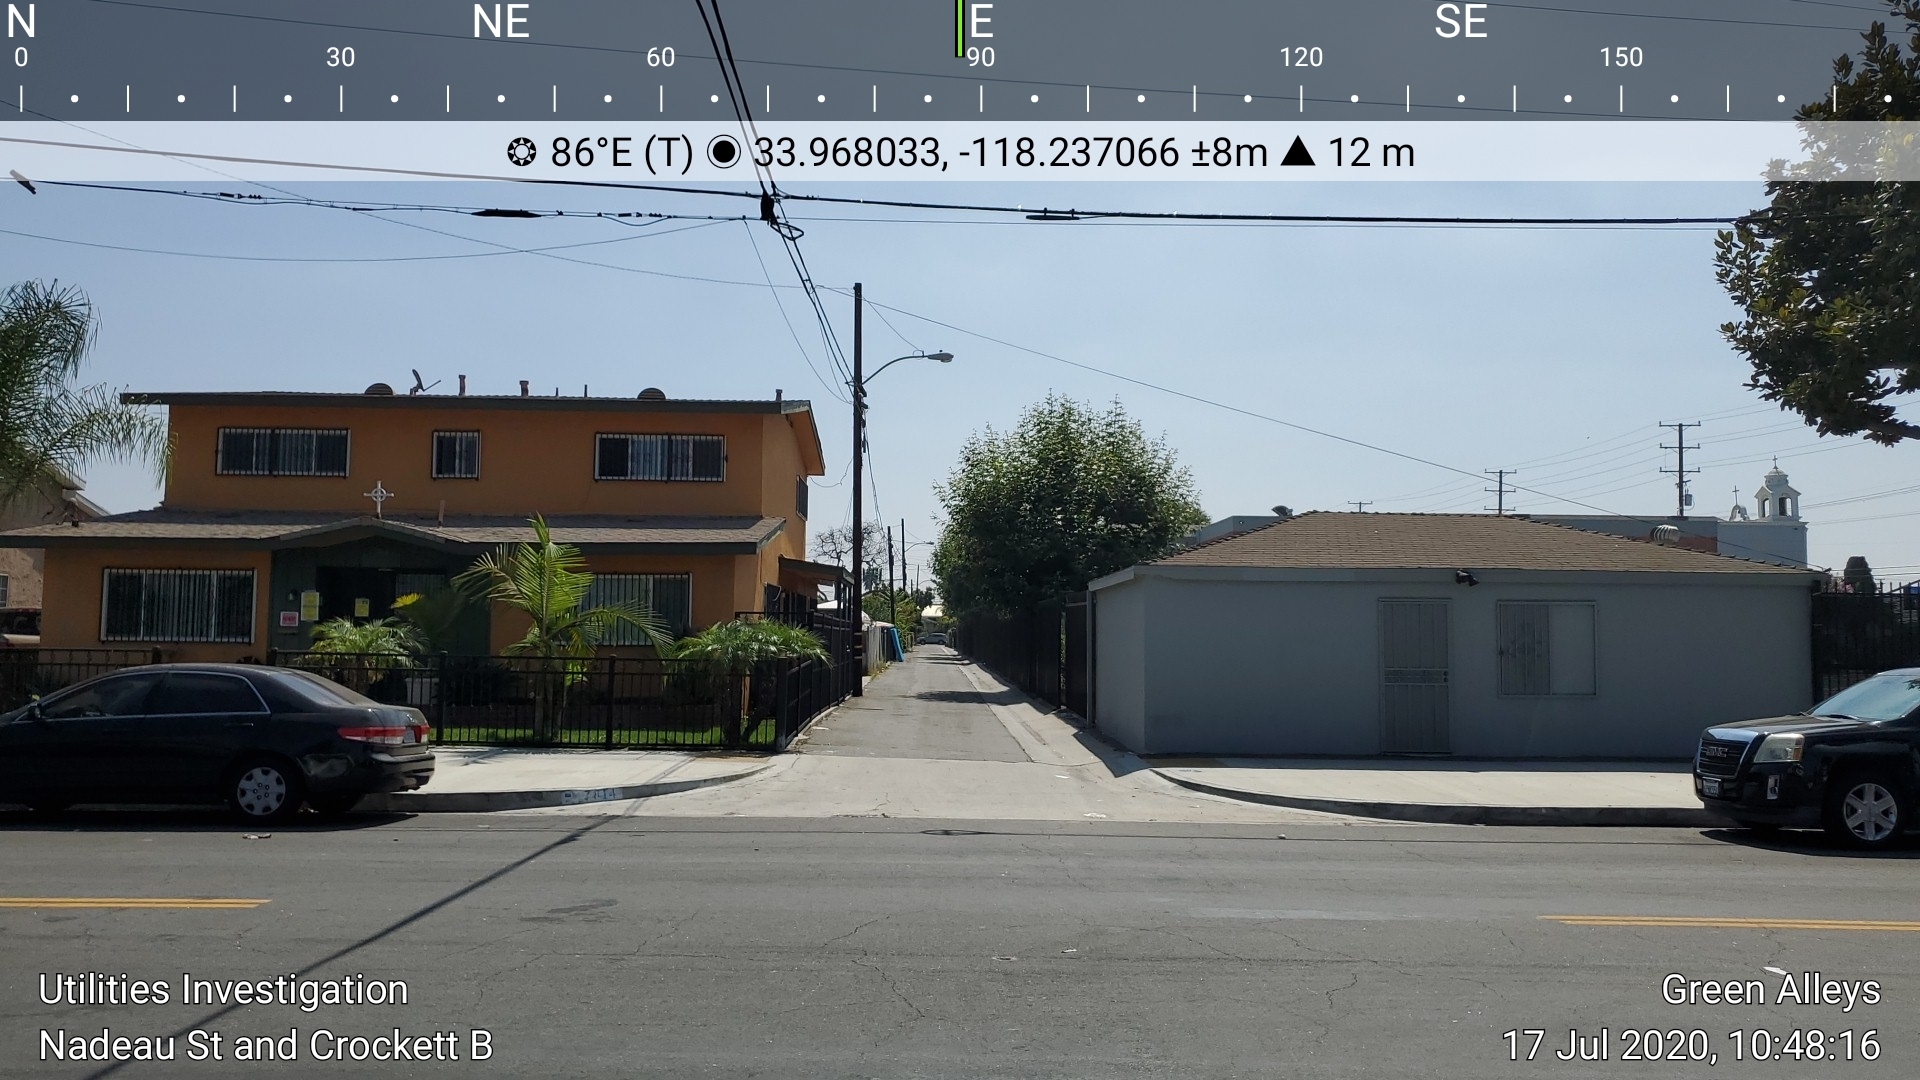 N NE E SE
0 30 60 90 120 150
86°E (T) 33.968033, -118.237066 ±8m ▲ 12 m
Utilities Investigation
Nadeau St and Crockett B
Green Alleys
17 Jul 2020, 10:48:16